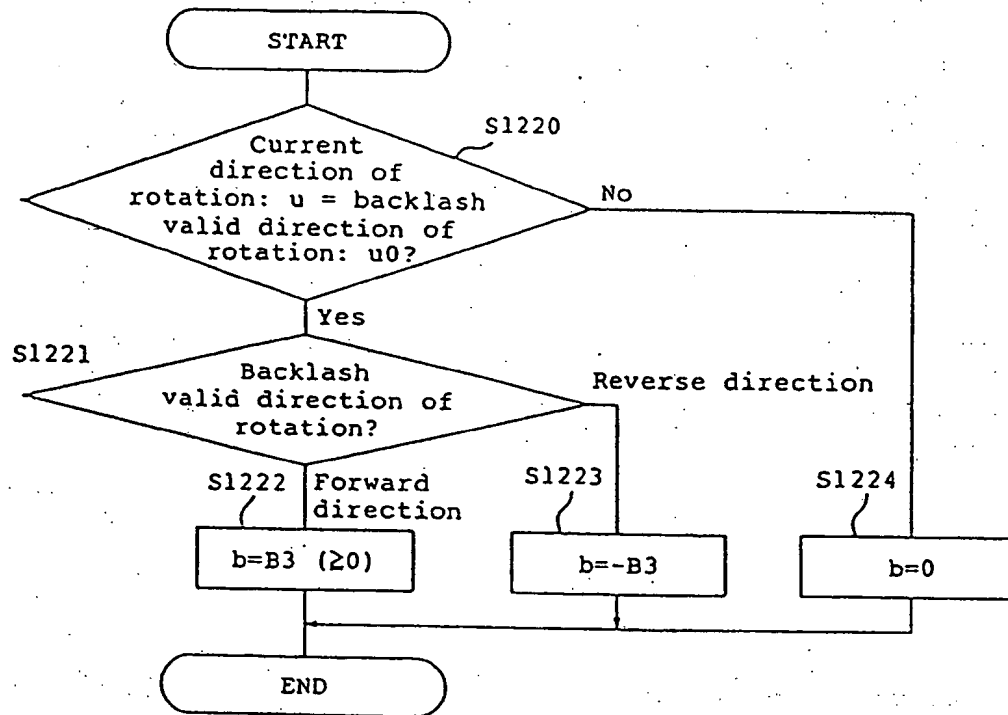 START
S1220
Current
direction of
rotation: u = backlash
valid direction of
rotation: u0?
No
Yes
S1221
Backlash
valid direction of
rotation?
Reverse direction
S1222
Forward
direction
S1223
S1224
b=B3 (≥0)
b=-B3
b=0
END